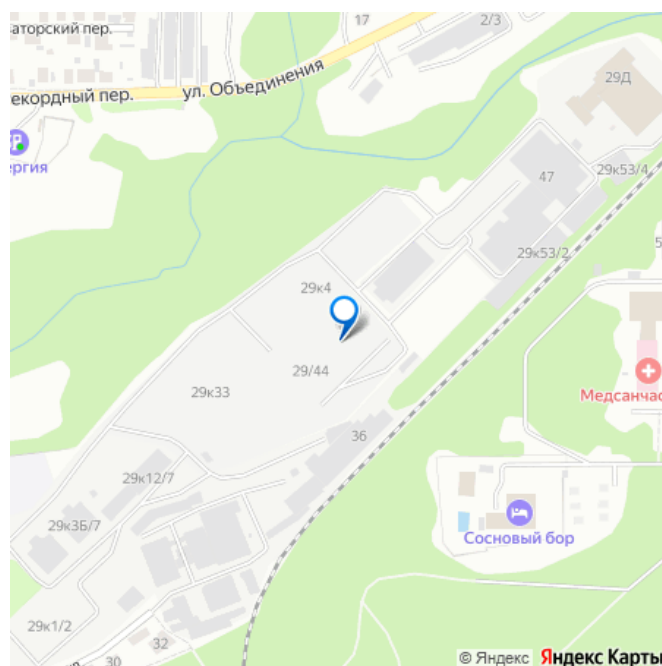 заторский пер.
17
2/3
29Д
ул. Объединения
екордный пер.
ергия
47
29к53/4
29к53/2
29к4
29/44
29к33
36
Медсанчас
29к12/7
29к3Б/7
Сосновый бор
29к1/2
32
30
© Яндекс Яндекс Карты